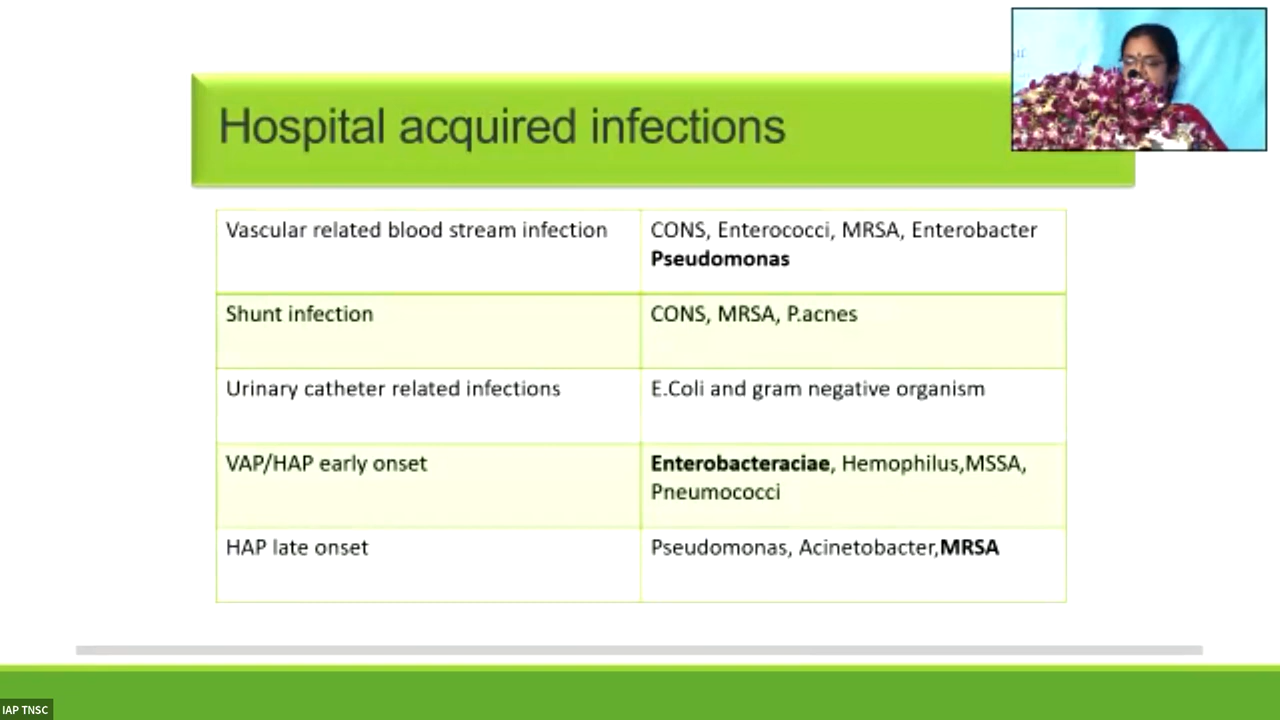 Hospital acquired infections
Vascular related blood stream infection
CONS, Enterococci, MRSA, Enterobacter
Pseudomonas
Shunt infection
CONS, MRSA, P.acnes
Urinary catheter related infections
E.Coli and gram negative organism
VAP/HAP early onset
Enterobacteraciae, Hemophilus,MSSA,
Pneumococci
HAP late onset
Pseudomonas, Acinetobacter,MRSA
IAP TNSC